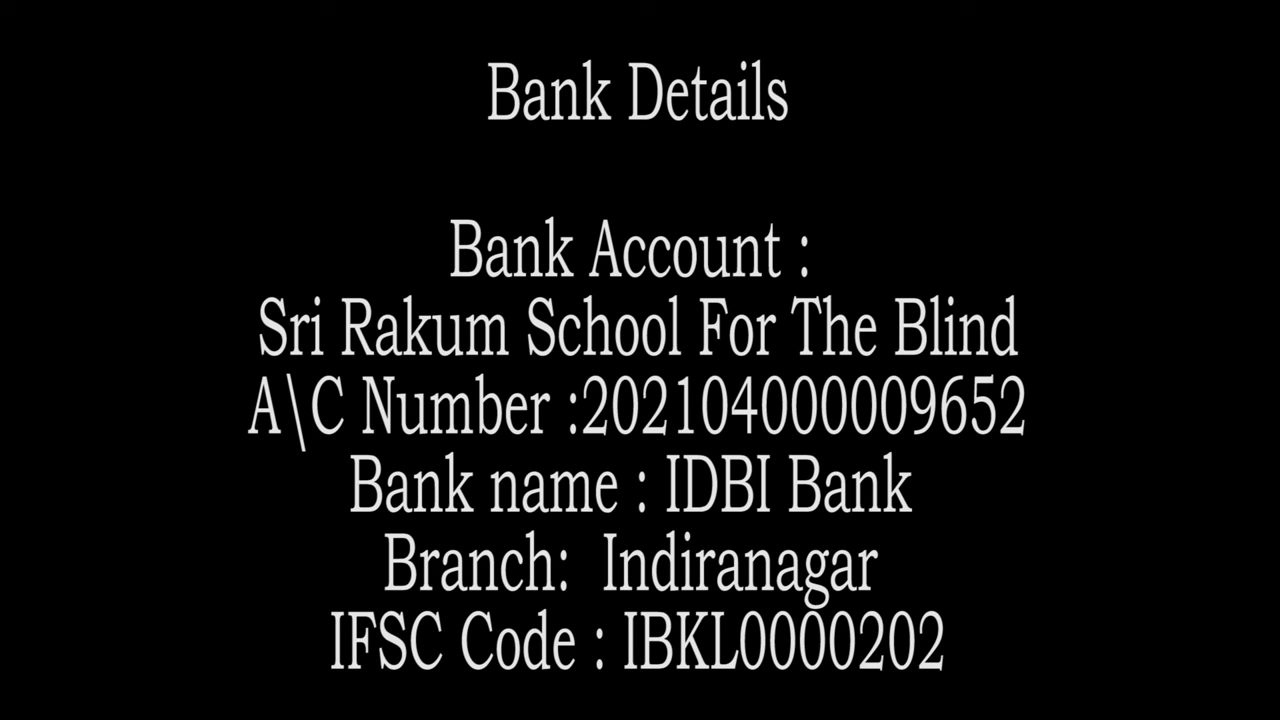 Bank Details
Bank Account :
Sri Rakum School For The Blind
A\C Number :202104000009652
Bank name : IDBI Bank
Branch:  Indiranagar
IFSC Code : IBKL0000202